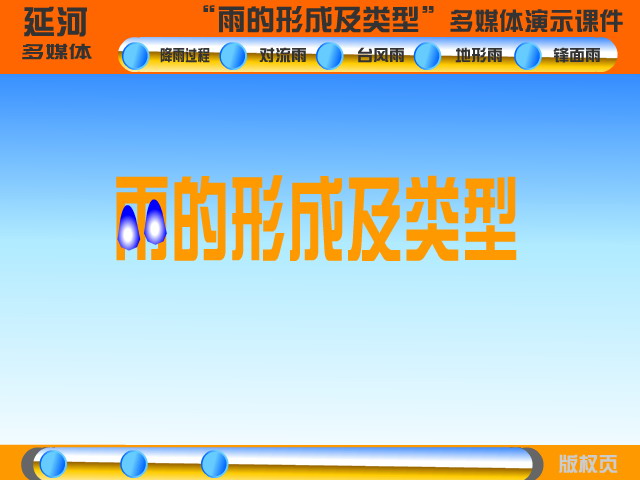 延河
多媒体
“雨的形成及类型” 多媒体演示课件
降雨过程 对流雨 台风雨 地形雨 锋面雨
雨的形成及类型
版权页